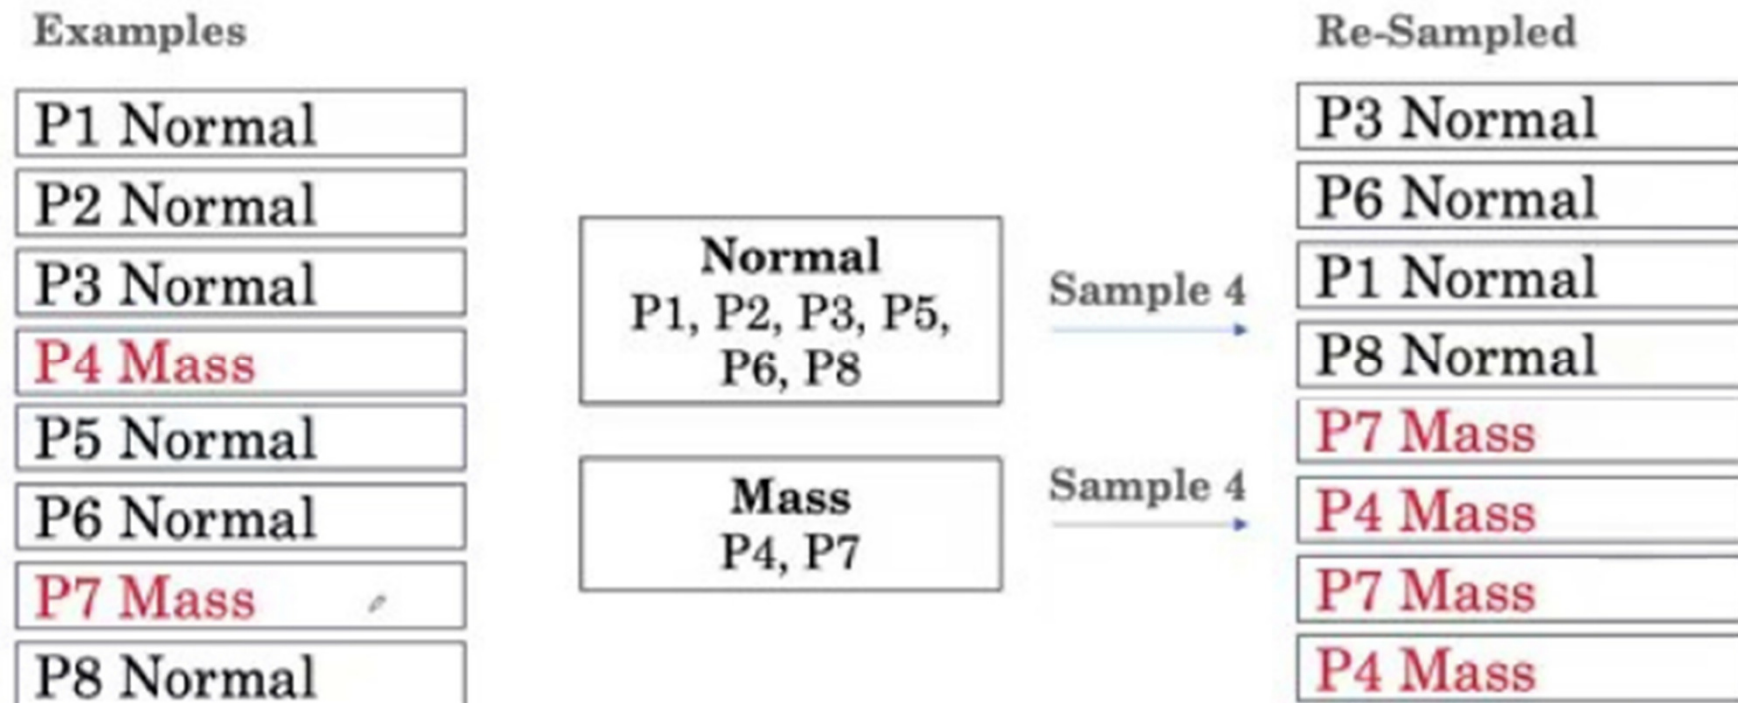 Examples
P1 Normal
P2 Normal
P3 Normal
P4 Mass
P5 Normal
P6 Normal
P7 Mass
P8 Normal
Normal
P1, P2, P3, P5,
P6, P8
Mass
P4, P7
Sample 4
Sample 4
Re-Sampled
P3 Normal
P6 Normal
P1 Normal
P8 Normal
P7 Mass
P4 Mass
P7 Mass
P4 Mass